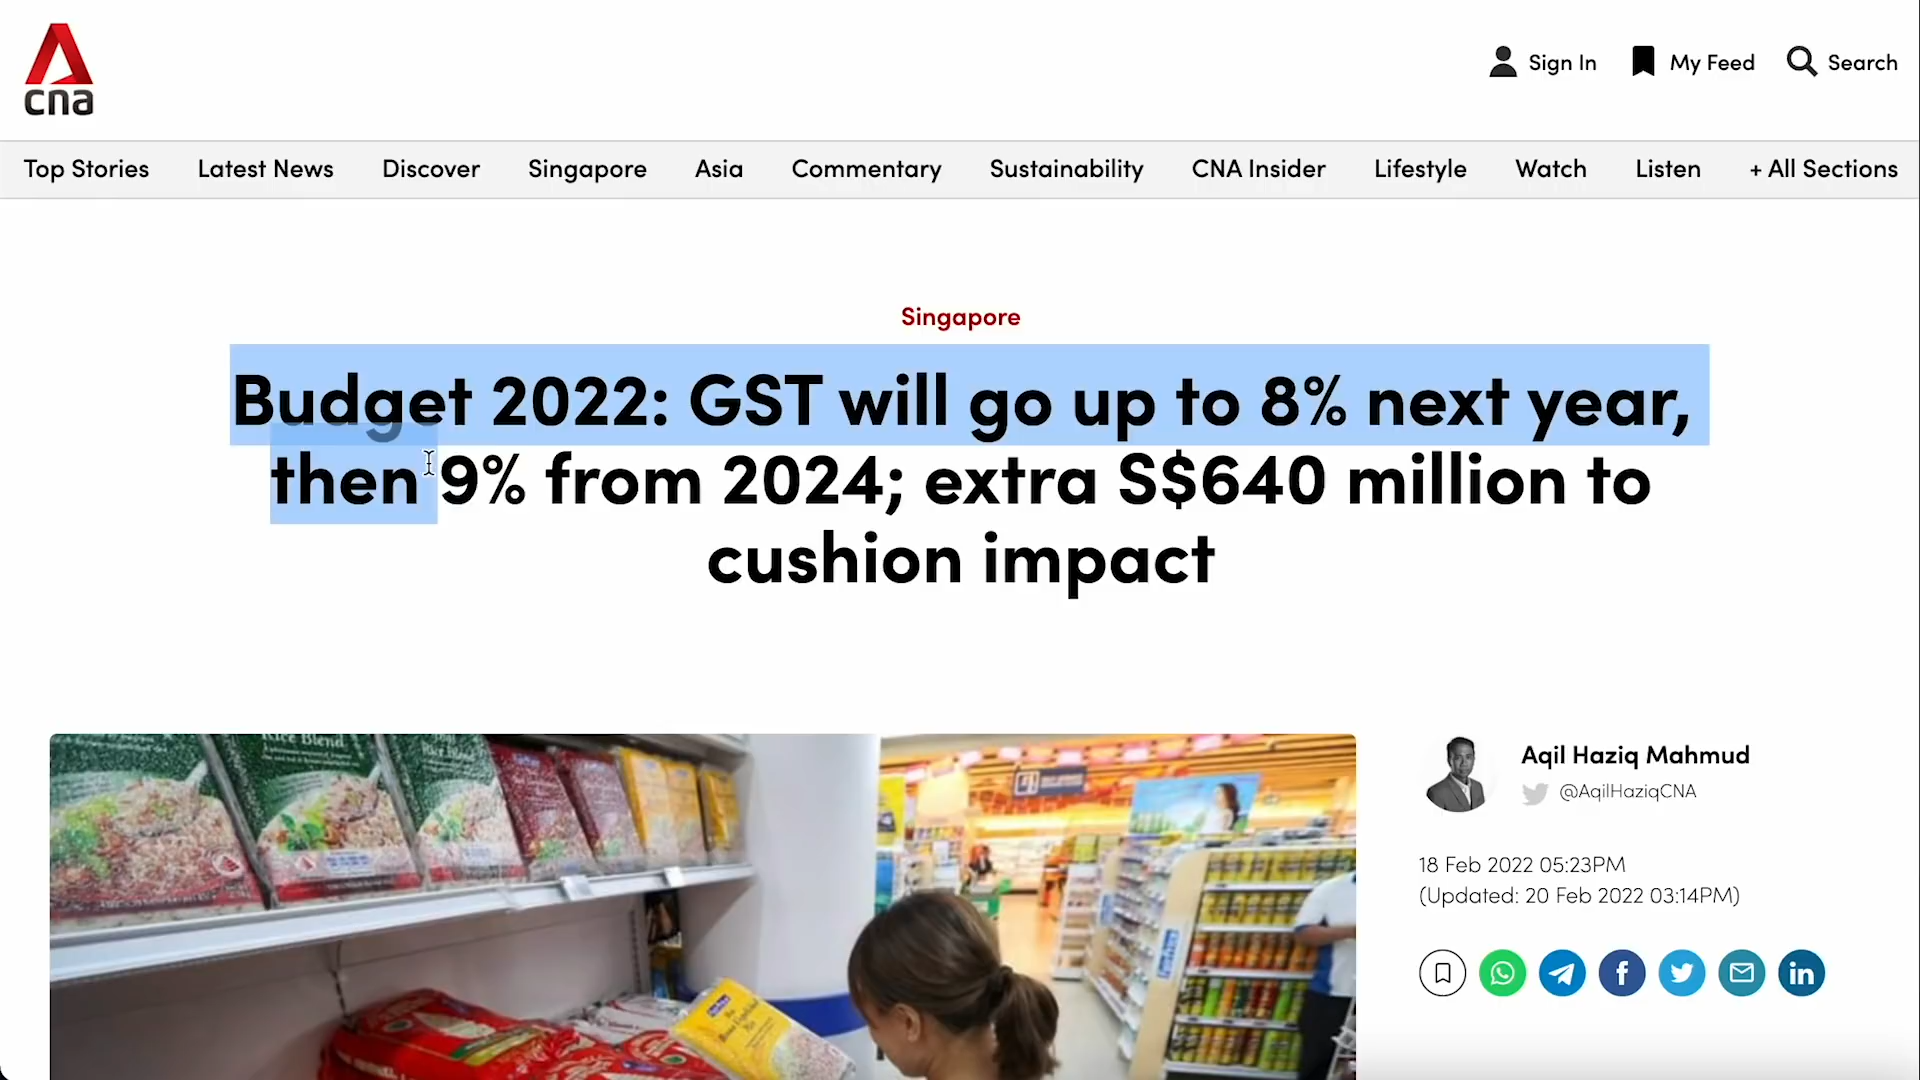 cna
Sign In
My Feed
Search
Top Stories
Latest News
Discover
Singapore
Asia
Commentary
Sustainability
CNA Insider
Lifestyle
Watch
Listen
+ All Sections
Singapore
Budget 2022: GST will go up to 8% next year,
then 9% from 2024; extra S$640 million to
cushion impact
Rice Blend
Aqil Haziq Mahmud
@AqilHaziqCNA
18 Feb 2022 05:23PM
(Updated: 20 Feb 2022 03:14PM)